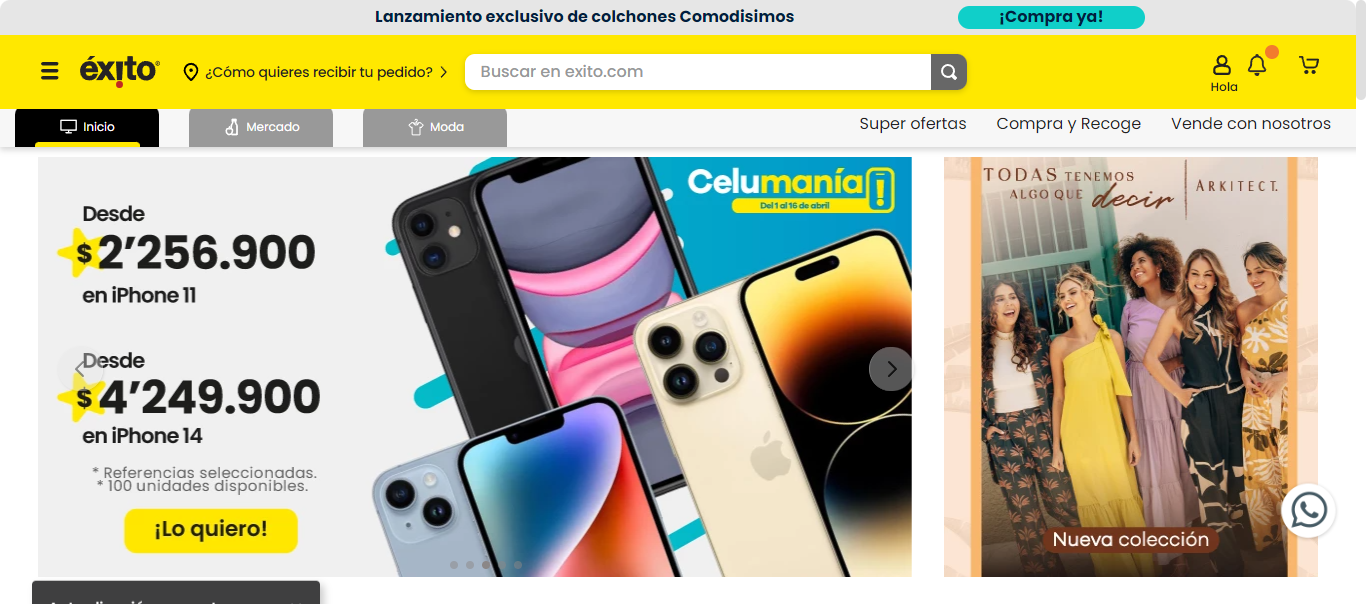 Lanzamiento exclusivo de colchones Comodisimos
¡Compra ya!
éxito
¿Cómo quieres recibir tu pedido?
Buscar en exito.com
Hola
Inicio
Mercado
Moda
Super ofertas
Compra y Recoge
Vende con nosotros
Desde
$2’256.900
en iPhone 11
Desde
$4’249.900
en iPhone 14
* Referencias seleccionadas.
* 100 unidades disponibles.
¡Lo quiero!
Celumanía
Del 1 al 16 de abril
TODAS TENEMOS
ALGO QUE decir
ARKITECT.
Nueva colección